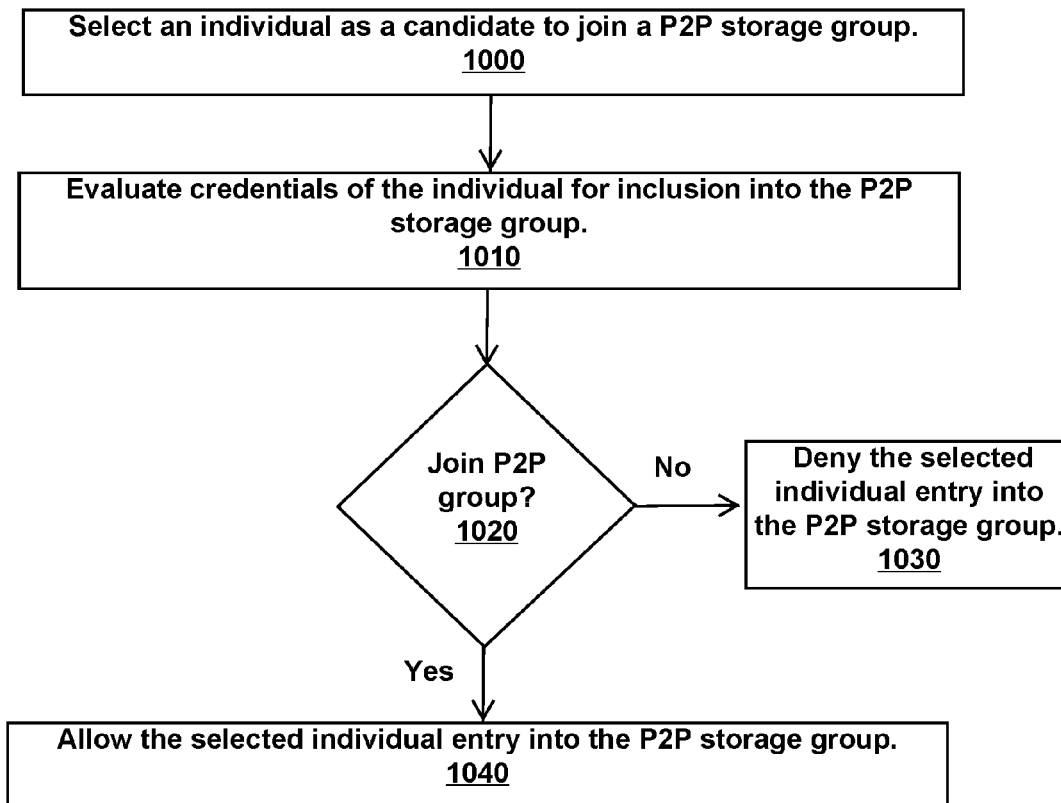 Select an individual as a candidate to join a P2P storage group.
1000
Evaluate credentials of the individual for inclusion into the P2P
storage group.
1010
Join P2P
group?
1020
No
Deny the selected
individual entry into
the P2P storage group.
1030
Yes
Allow the selected individual entry into the P2P storage group.
1040